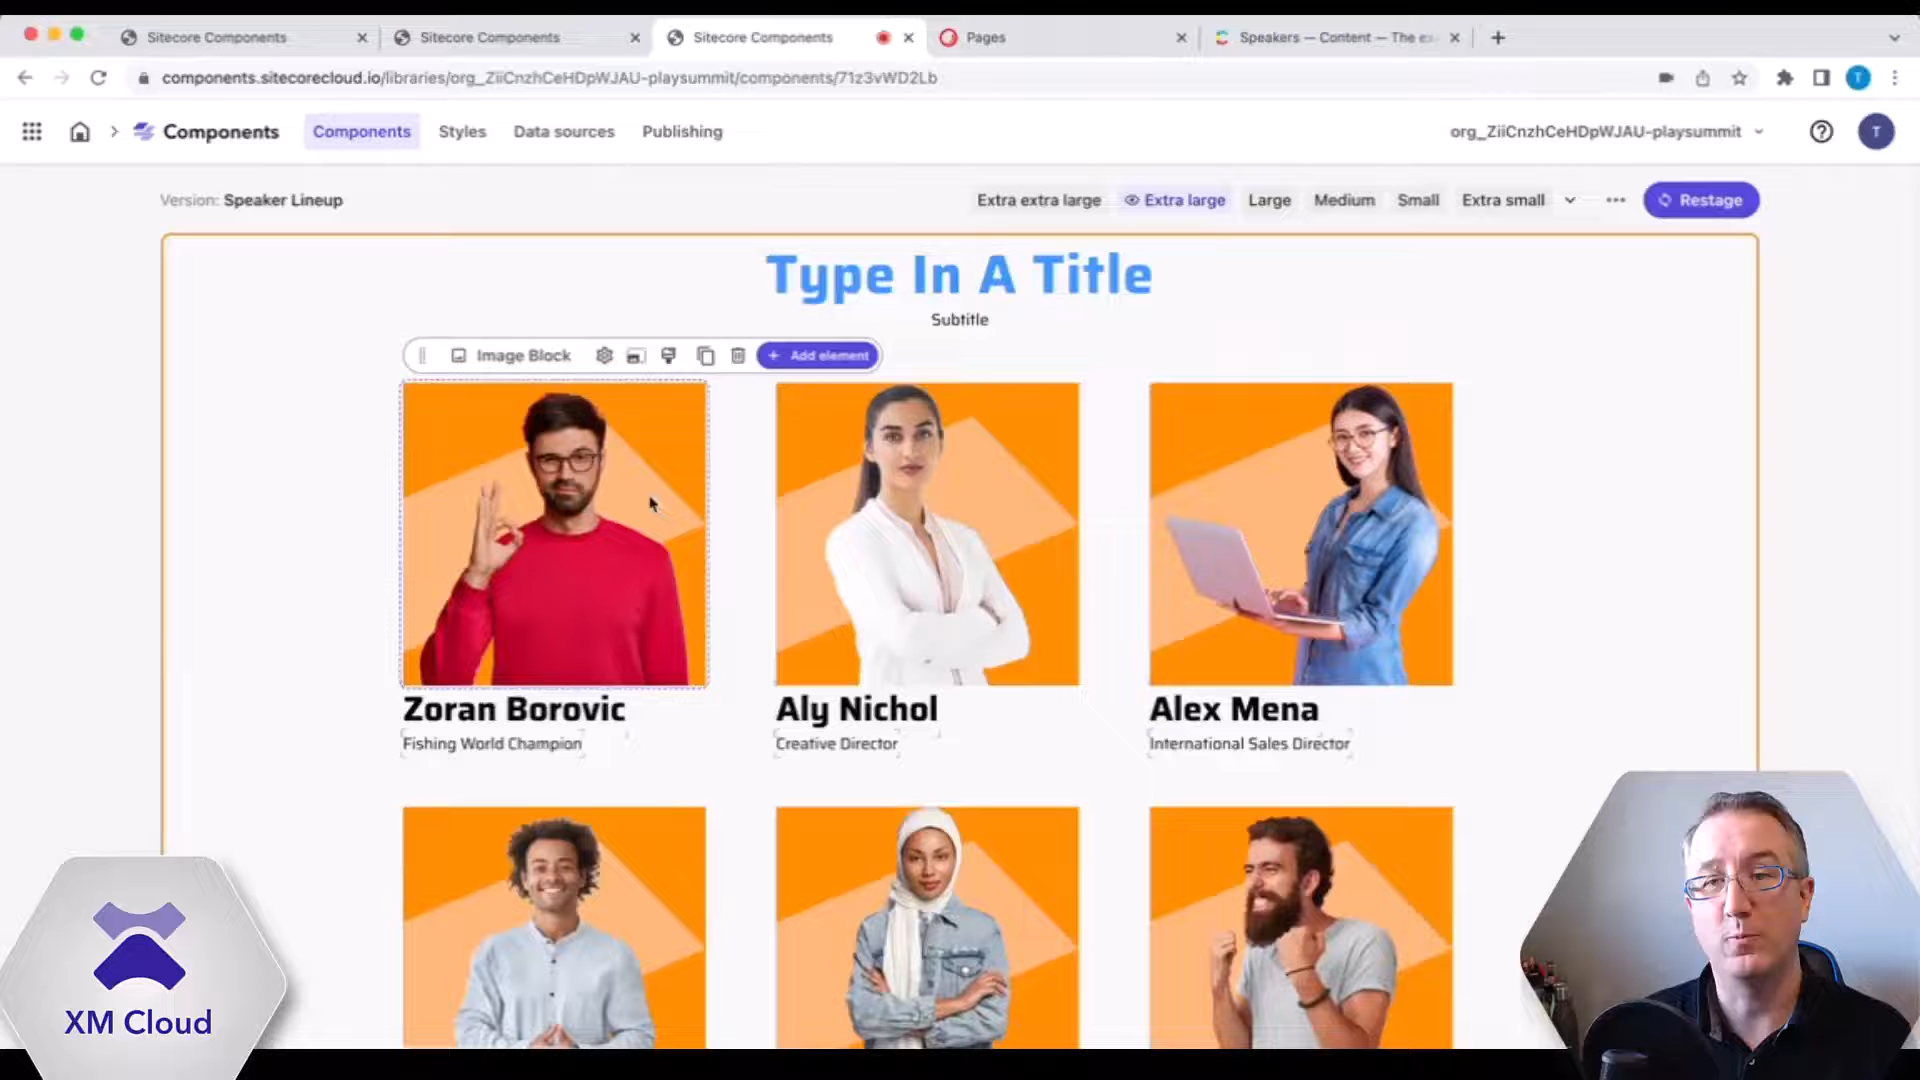 Sitecore Components
Sitecore Components
Sitecore Components
Pages
Speakers — Content — The ex
components.sitecorecloud.io/libraries/org_ZiiCnzhCeHDpWJAU-playsummit/components/71z3vWD2Lb
T
Components
Components
Styles
Data sources
Publishing
org_ZiiCnzhCeHDpWJAU-playsummit
T
Version: Speaker Lineup
Extra extra large
Extra large
Large
Medium
Small
Extra small
Restage
Type In A Title
Subtitle
Image Block
+ Add element
Zoran Borovic
Aly Nichol
Alex Mena
Fishing World Champion
Creative Director
International Sales Director
XM Cloud